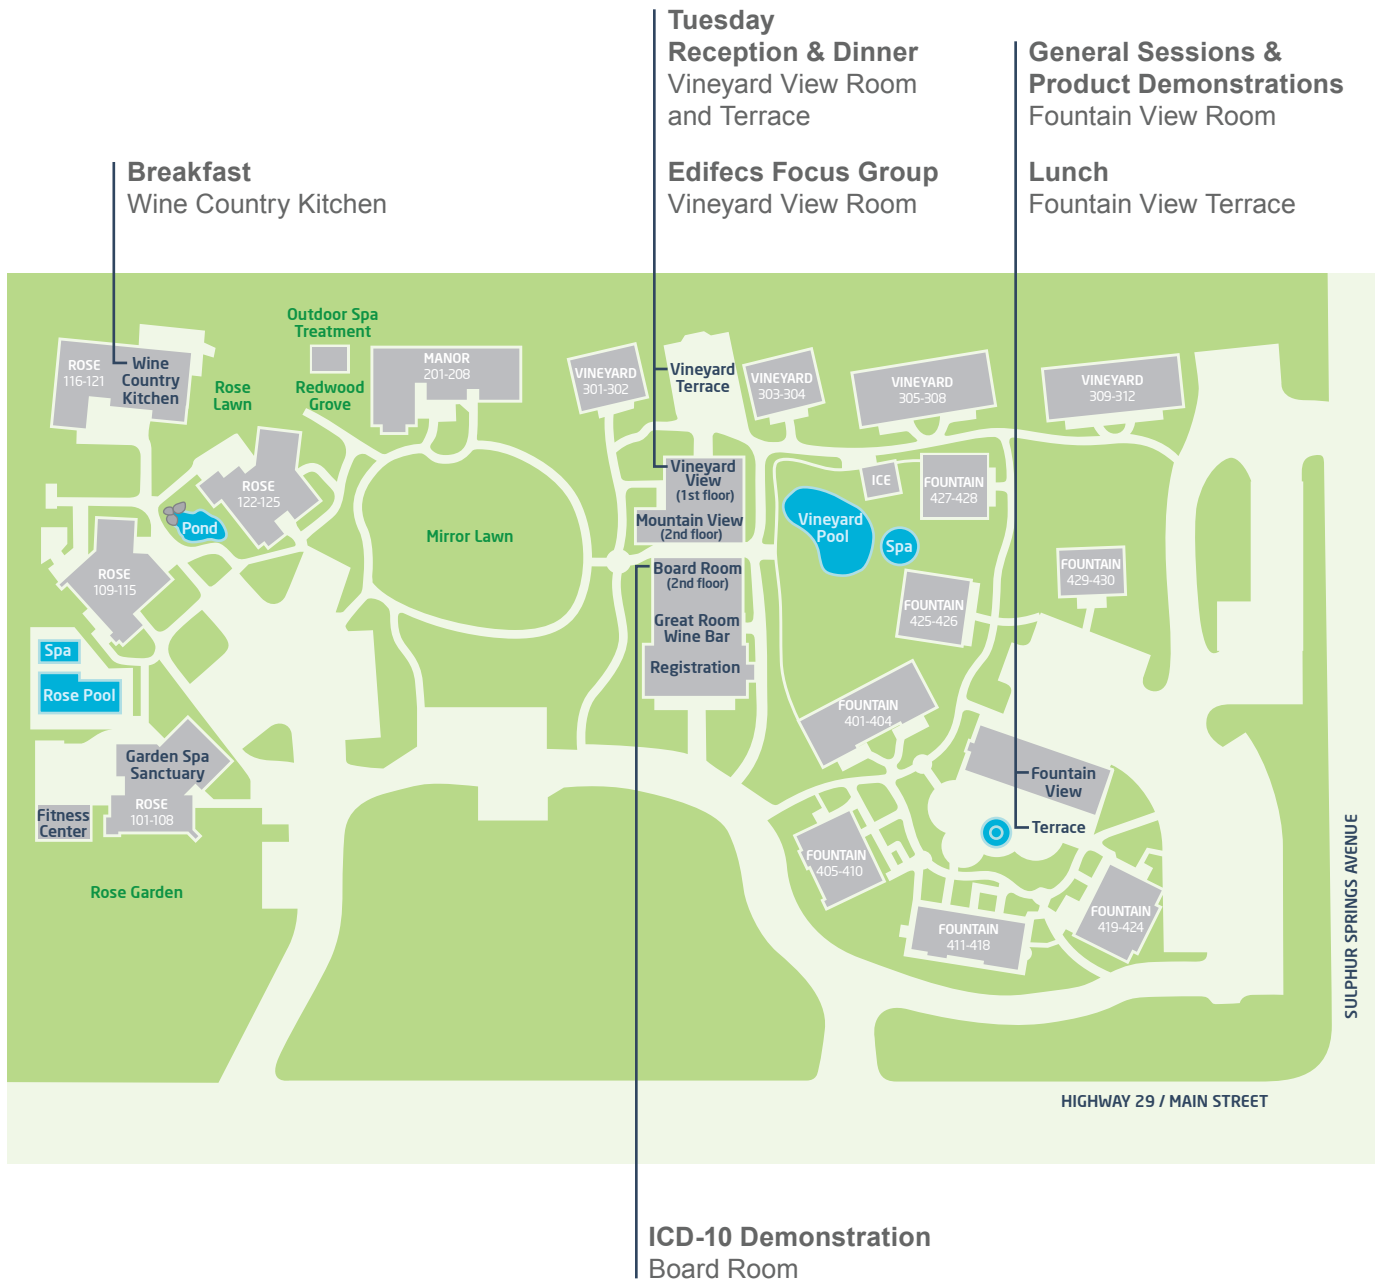 Tuesday
Reception & Dinner
Vineyard View Room
and Terrace
Edifecs Focus Group
Vineyard View Room
General Sessions &
Product Demonstrations
Fountain View Room
Lunch
Fountain View Terrace
Breakfast
Wine Country Kitchen
ROSE
116-121
Wine
Country
Kitchen
Rose
Lawn
Outdoor Spa
Treatment
Redwood
Grove
MANOR
201-208
VINEYARD
301-302
Vineyard
Terrace
VINEYARD
303-304
VINEYARD
305-308
VINEYARD
309-312
ROSE
122-125
Pond
Mirror Lawn
Vineyard
View
(1st floor)
Mountain View
(2nd floor)
Board Room
(2nd floor)
Great Room
Wine Bar
Registration
ICE
FOUNTAIN
427-428
Vineyard
Pool
Spa
FOUNTAIN
429-430
FOUNTAIN
425-426
ROSE
109-115
Spa
Rose Pool
FOUNTAIN
401-404
Garden Spa
Sanctuary
ROSE
101-108
Fitness
Center
Rose Garden
Fountain
View
Terrace
FOUNTAIN
405-410
FOUNTAIN
411-418
FOUNTAIN
419-424
SULPHUR SPRINGS AVENUE
HIGHWAY 29 / MAIN STREET
ICD-10 Demonstration
Board Room